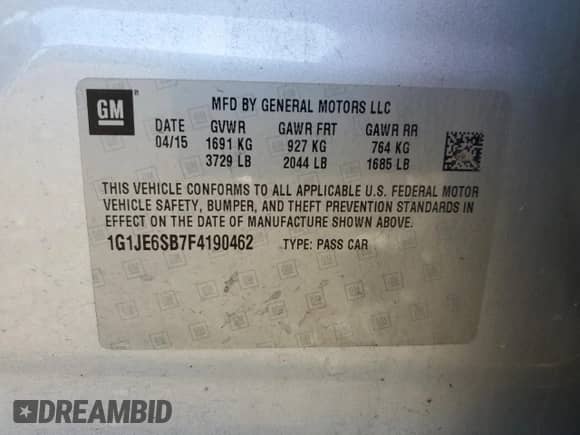 GM
MFD BY GENERAL MOTORS LLC
DATE GVWR GAWR FRT GAWR RR
04/15 1691 KG 927 KG 764 KG
3729 LB 2044 LB 1685 LB
THIS VEHICLE CONFORMS TO ALL APPLICABLE U.S. FEDERAL MOTOR
VEHICLE SAFETY, BUMPER, AND THEFT PREVENTION STANDARDS IN
EFFECT ON THE DATE OF MANUFACTURE SHOWN ABOVE.
1G1JE6SB7F4190462 TYPE: PASS CAR
DREAMBID